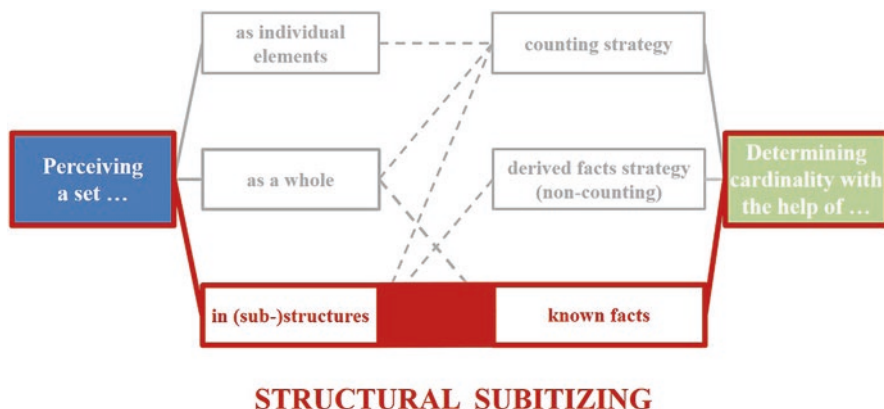 as individual
elements
counting strategy
Perceiving
a set …
as a whole
derived facts strategy
(non-counting)
Determining
cardinality with
the help of …
in (sub-)structures
known facts
STRUCTURAL SUBITIZING